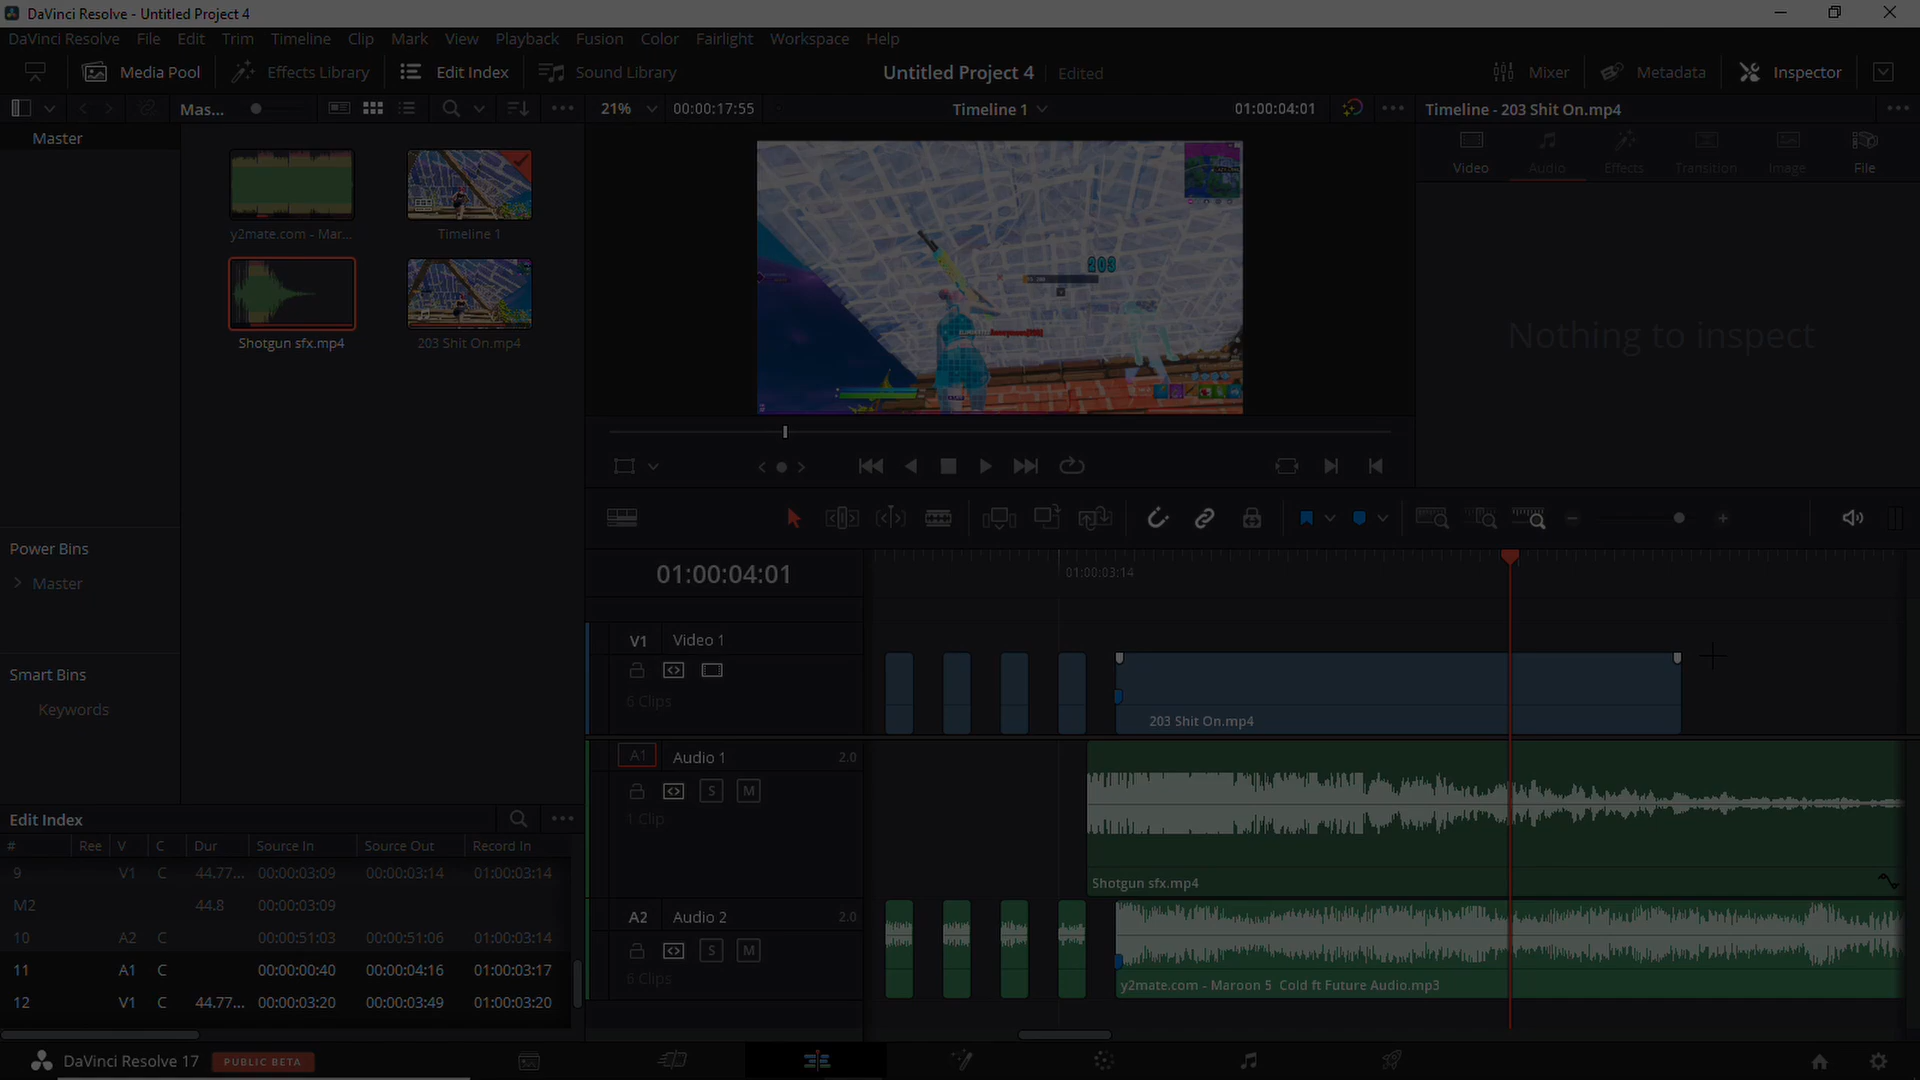 DaVinci Resolve - Untitled Project 4
DaVinci Resolve File Edit Trim Timeline Clip Mark View Playback Fusion Color Fairlight Workspace Help
Media Pool Effects Library Edit Index Sound Library Untitled Project 4 Edited Mixer Metadata Inspector
Mas... 21% 00:00:17:55 Timeline 1 01:00:04:01 Timeline - 203 Shit On.mp4
Master
Video Audio Effects Transition Image File
y2mate.com - Mar... Timeline 1
203
Nothing to inspect
Shotgun sfx.mp4 203 Shit On.mp4
Power Bins
Master
01:00:04:01
01:00:03:14
V1 Video 1
6 Clips
Smart Bins
Keywords
203 Shit On.mp4
A1 Audio 1 2.0
S M
1 Clip
Shotgun sfx.mp4
A2 Audio 2 2.0
S M
6 Clips
y2mate.com - Maroon 5 Cold ft Future Audio.mp3
Edit Index
# Ree V C Dur Source In Source Out Record In
9 V1 C 44.77... 00:00:03:09 00:00:03:14 01:00:03:14
M2 44.8 00:00:03:09
10 A2 C 00:00:51:03 00:00:51:06 01:00:03:14
11 A1 C 00:00:00:40 00:00:04:16 01:00:03:17
12 V1 C 44.77... 00:00:03:20 00:00:03:49 01:00:03:20
DaVinci Resolve 17 PUBLIC BETA